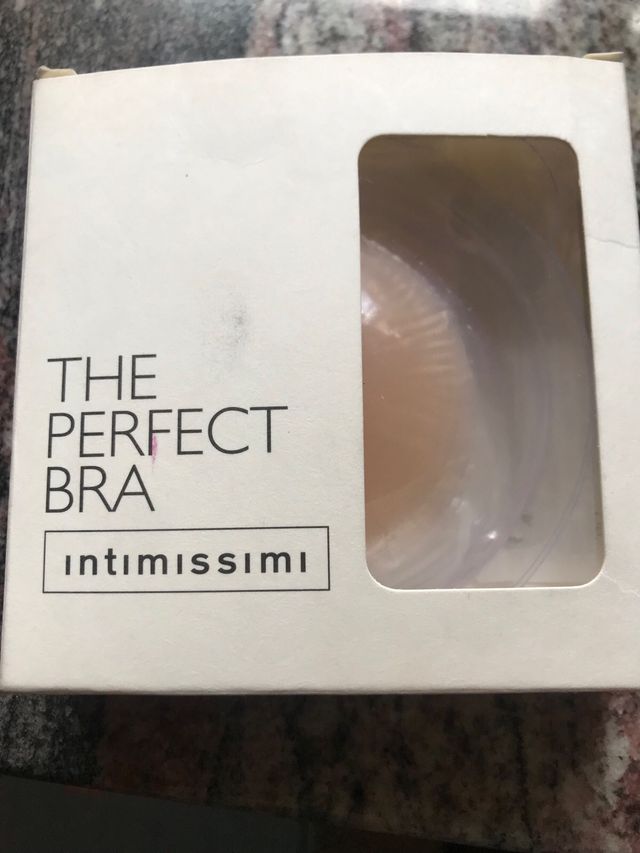 THE
PERFECT
BRA
intimissimi